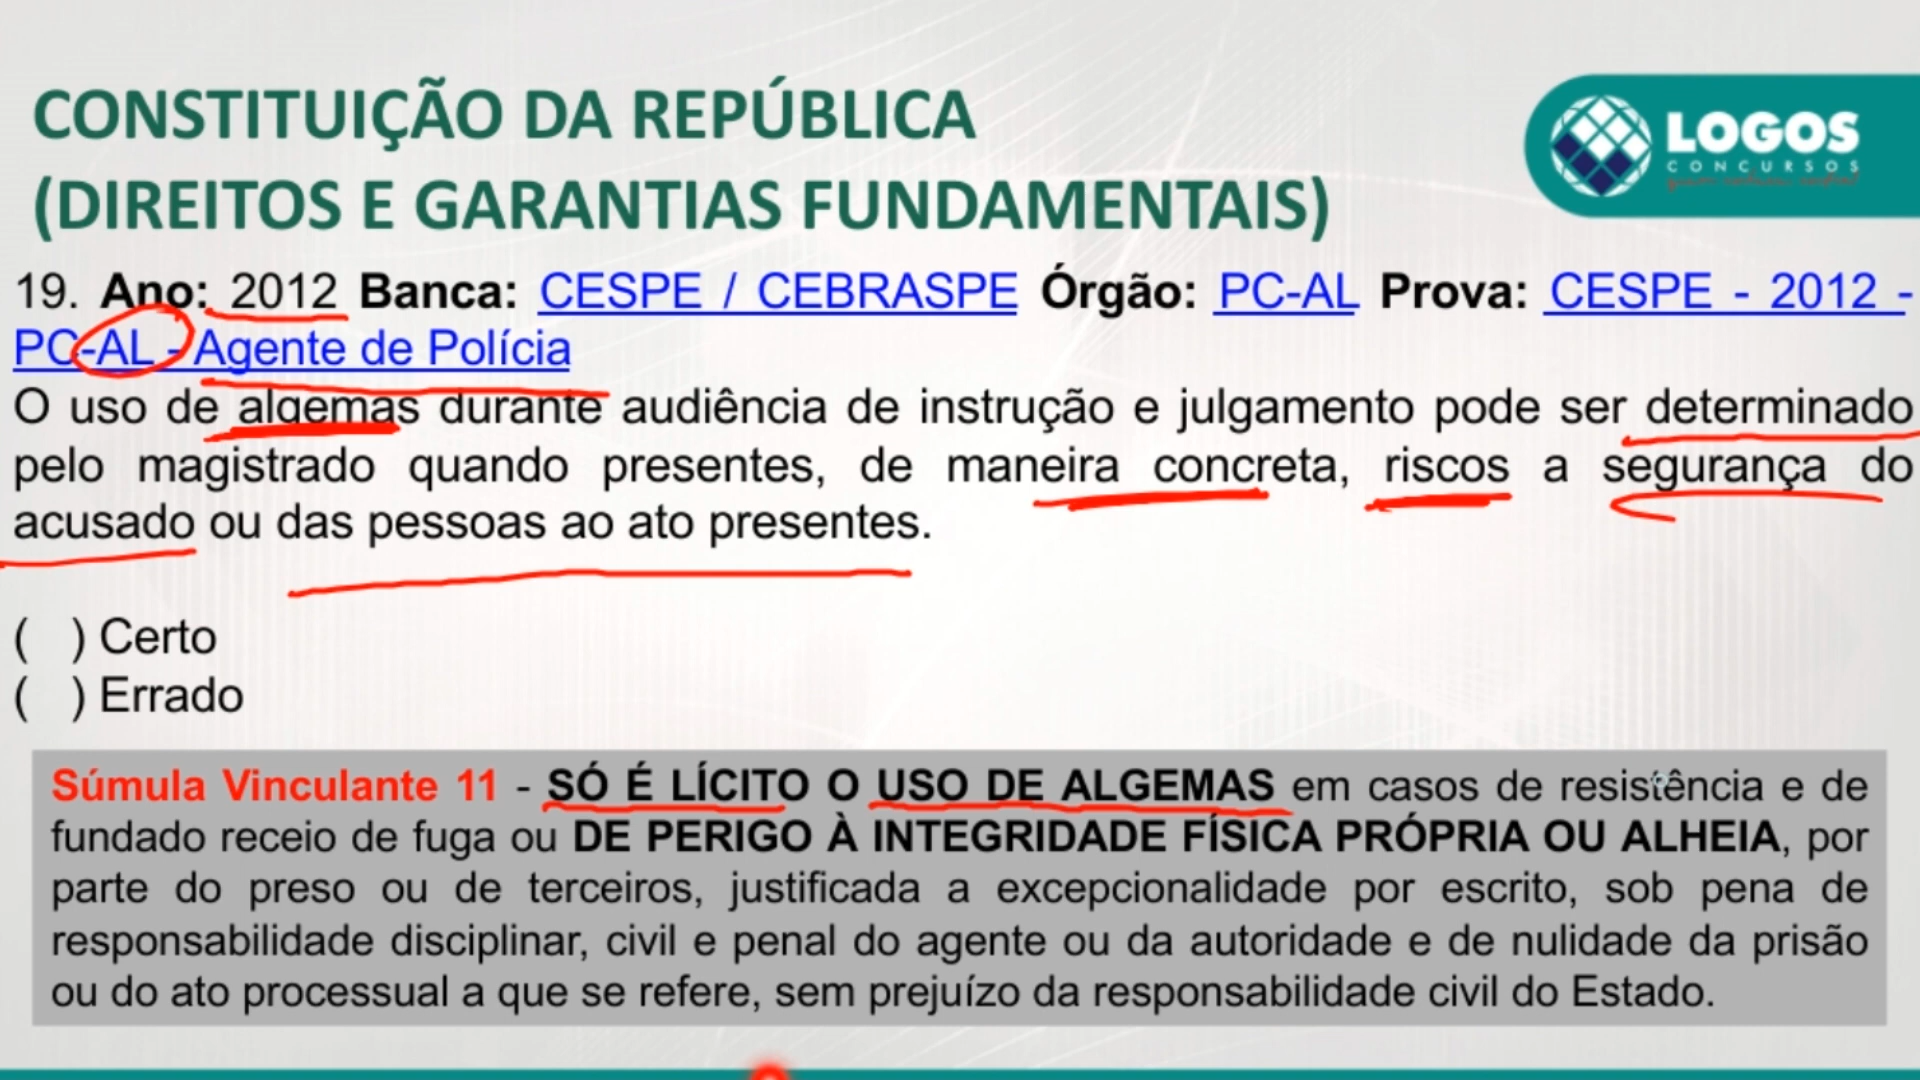 CONSTITUIÇÃO DA REPÚBLICA
(DIREITOS E GARANTIAS FUNDAMENTAIS)
LOGOS
CONCURSOS
19. Ano: 2012 Banca: CESPE / CEBRASPE Órgão: PC-AL Prova: CESPE - 2012 -
PC-AL - Agente de Polícia
O uso de algemas durante audiência de instrução e julgamento pode ser determinado
pelo magistrado quando presentes, de maneira concreta, riscos a segurança do
acusado ou das pessoas ao ato presentes.
( ) Certo
( ) Errado
Súmula Vinculante 11 - SÓ É LÍCITO O USO DE ALGEMAS em casos de resistência e de
fundado receio de fuga ou DE PERIGO À INTEGRIDADE FÍSICA PRÓPRIA OU ALHEIA, por
parte do preso ou de terceiros, justificada a excepcionalidade por escrito, sob pena de
responsabilidade disciplinar, civil e penal do agente ou da autoridade e de nulidade da prisão
ou do ato processual a que se refere, sem prejuízo da responsabilidade civil do Estado.